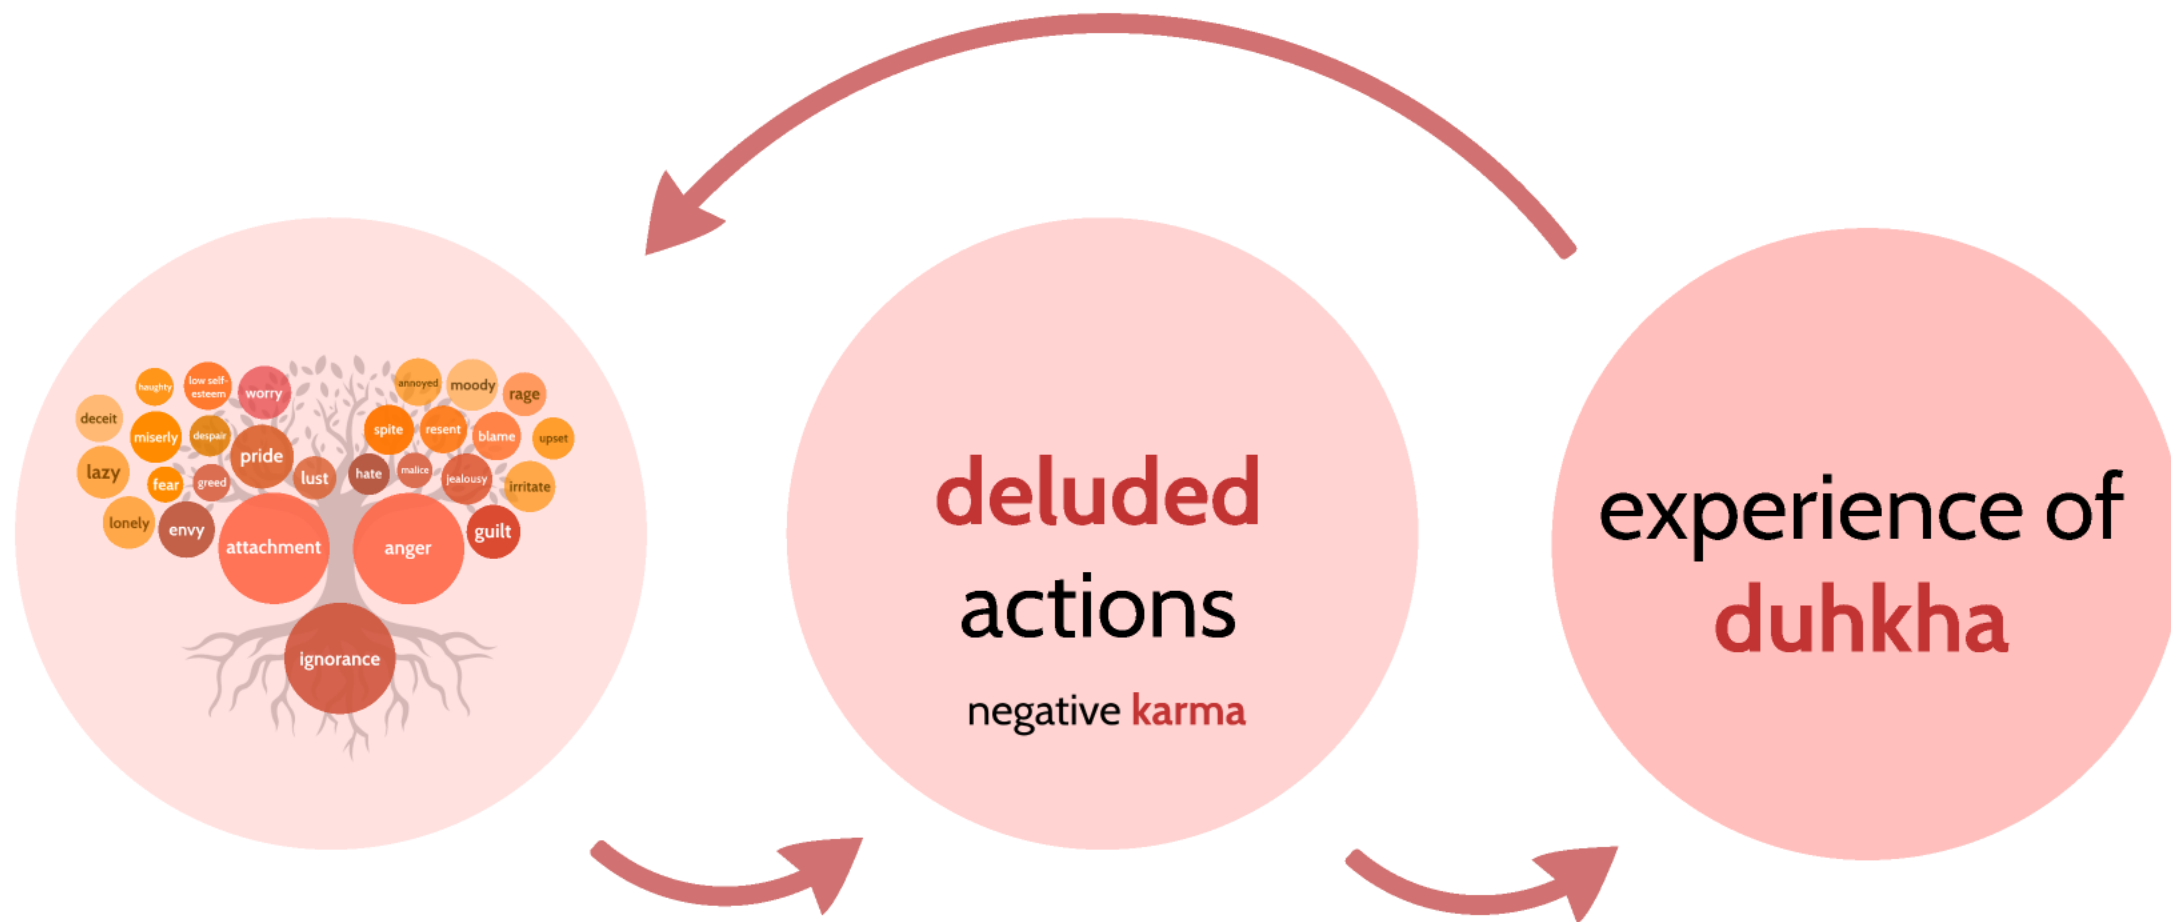 haughty
low self-
esteem
worry
annoyed
moody
rage
deceit
miserly
despair
pride
spite
resent
blame
upset
lazy
fear
greed
lust
hate
malice
jealousy
irritate
lonely
envy
attachment
anger
guilt
ignorance
deluded
actions
negative karma
experience of
duhkha